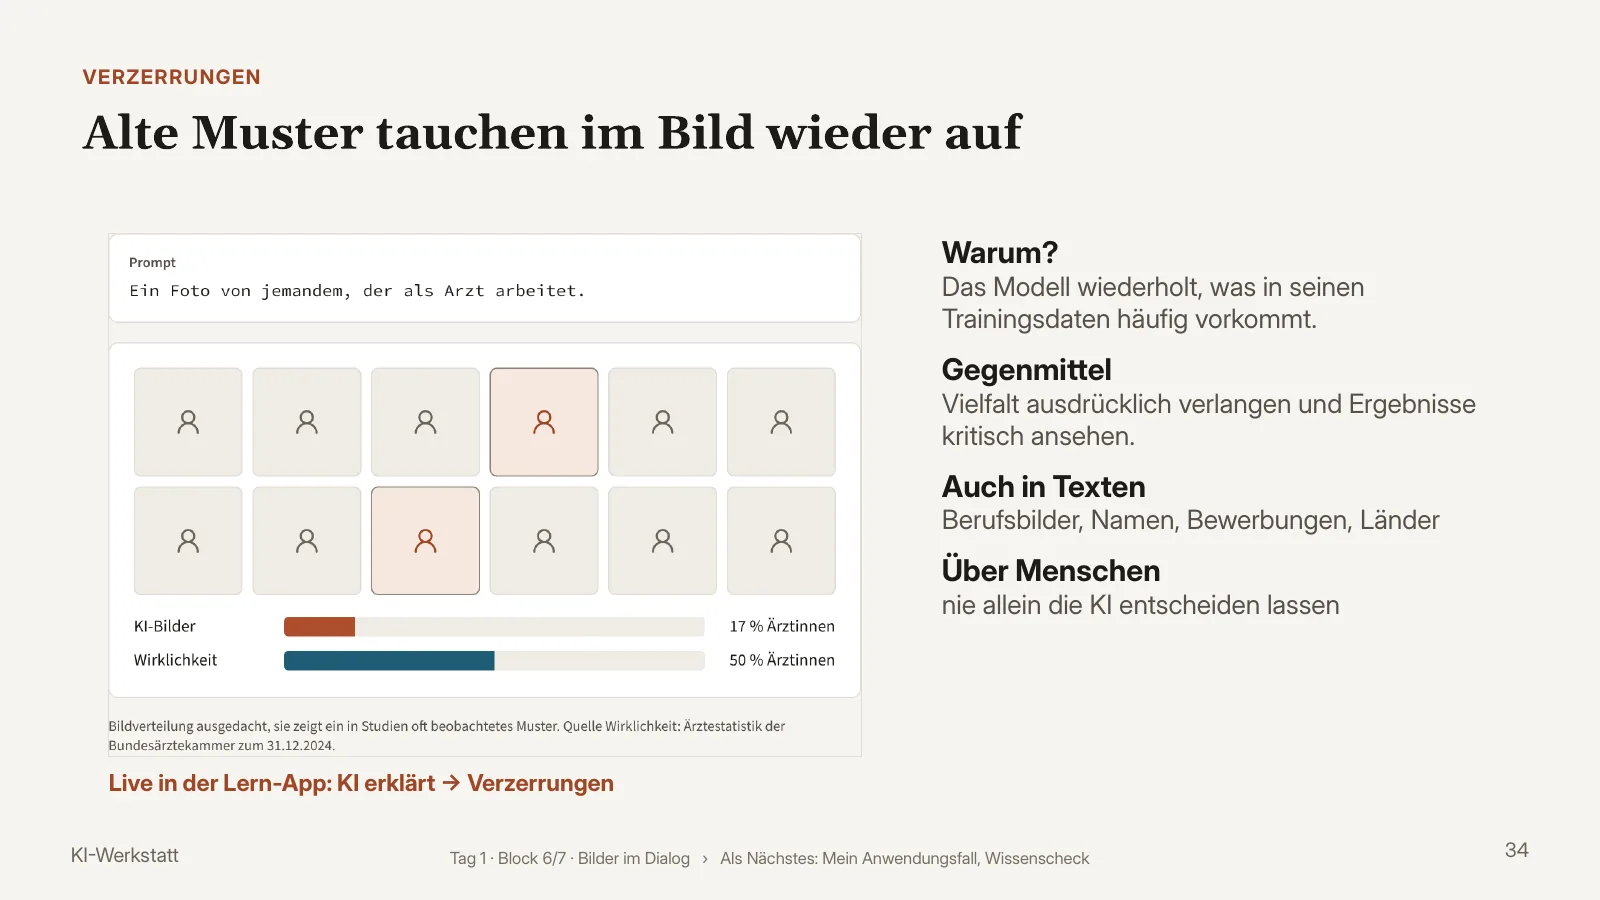 VERZERRUNGEN
Alte Muster tauchen im Bild wieder auf
Prompt
Ein Foto von jemandem, der als Arzt arbeitet.
KI-Bilder
17 % Ärztinnen
Wirklichkeit
50 % Ärztinnen
Bildverteilung ausgedacht, sie zeigt ein in Studien oft beobachtetes Muster. Quelle Wirklichkeit: Ärztestatistik der
Bundesärztekammer zum 31.12.2024.
Live in der Lern-App: KI erklärt → Verzerrungen
Warum?
Das Modell wiederholt, was in seinen
Trainingsdaten häufig vorkommt.
Gegenmittel
Vielfalt ausdrücklich verlangen und Ergebnisse
kritisch ansehen.
Auch in Texten
Berufsbilder, Namen, Bewerbungen, Länder
Über Menschen
nie allein die KI entscheiden lassen
KI-Werkstatt
Tag 1 · Block 6/7 · Bilder im Dialog › Als Nächstes: Mein Anwendungsfall, Wissenscheck
34